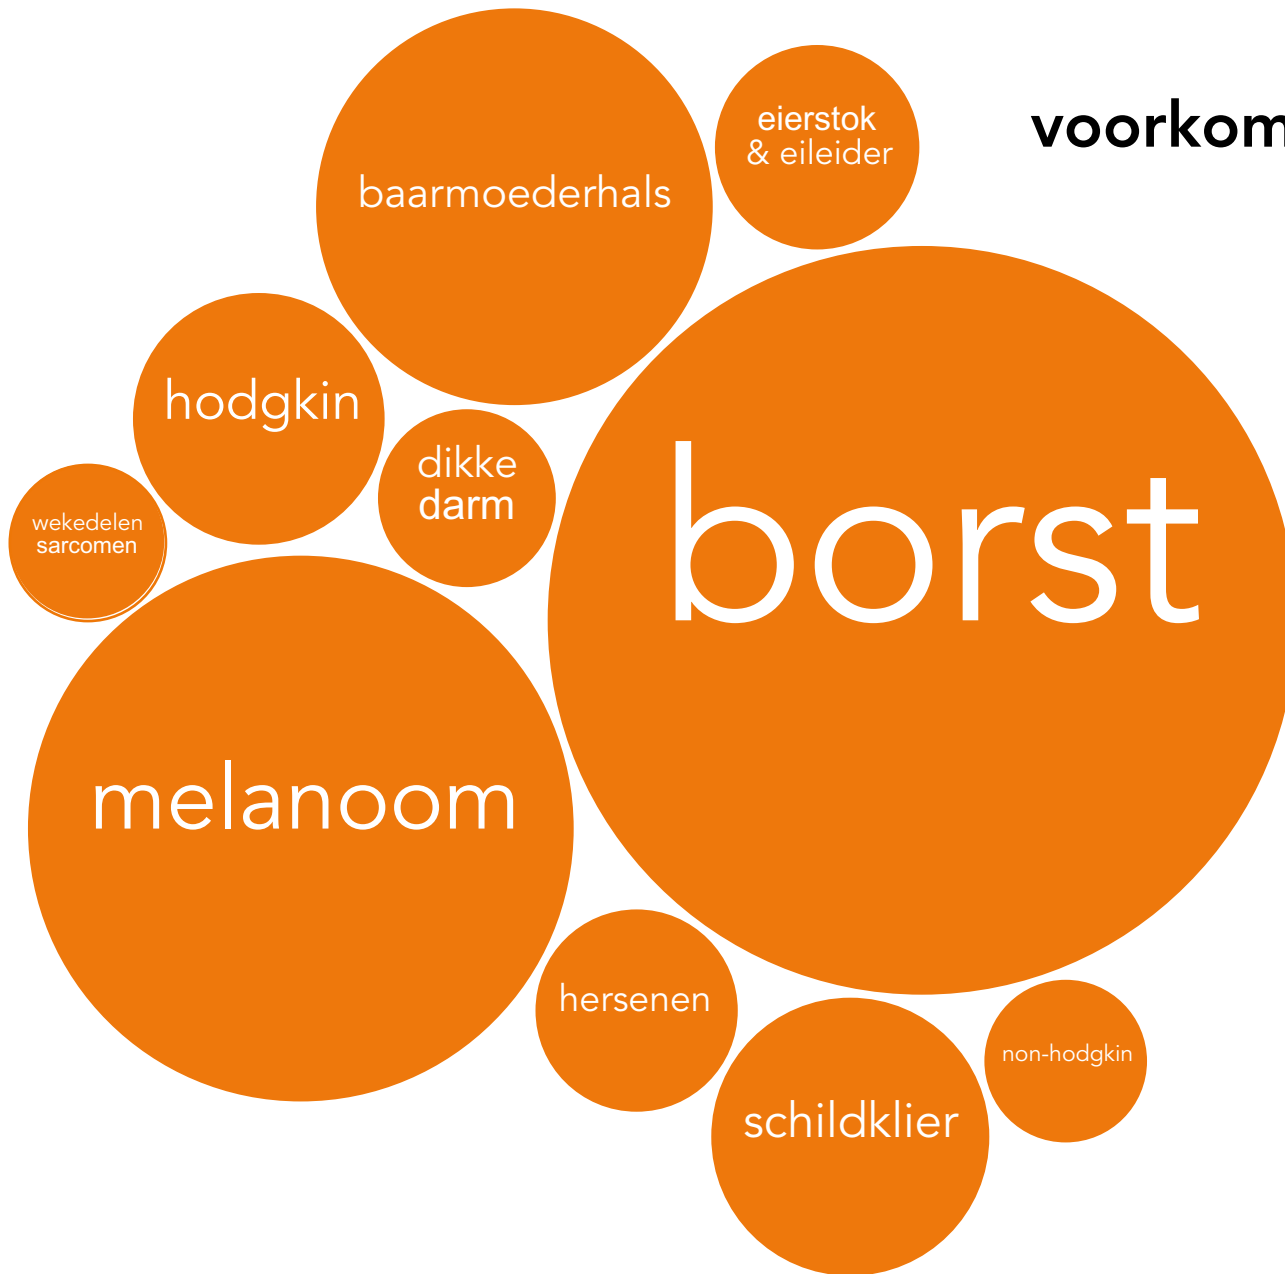 voorkom
eierstok
& eileider
baarmoederhals
hodgkin
dikke
darm
borst
wekedelen
sarcomen
melanoom
hersenen
non-hodgkin
schildklier